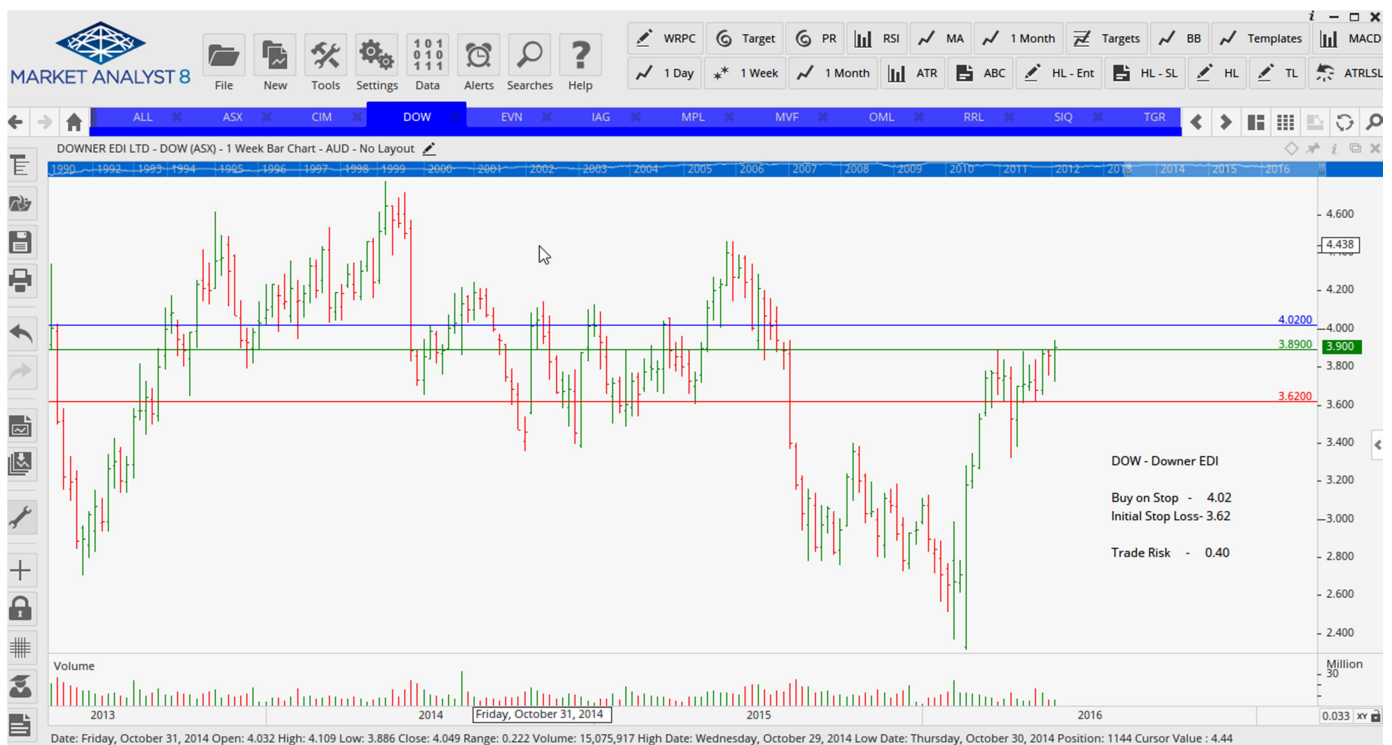 i
MARKET ANALYST 8
File
New
Tools
Settings
101
010
111
Data
Alerts
Searches
?
Help
WRPC Target PR RSI MA 1 Month Targets BB Templates MACD
1 Day 1 Week 1 Month ATR ABC HL - Ent HL - SL HL TL ATRLSL
ALL ASX CIM DOW EVN IAG MPL MVF OML RRL SIQ TGR
DOWNER EDI LTD - DOW (ASX) - 1 Week Bar Chart - AUD - No Layout
1990 1992 1993 1994 1995 1996 1997 1998 1999 2000 2001 2002 2003 2004 2005 2006 2007 2008 2009 2010 2011 2012 2014 2015 2016
4.600
4.438
4.200
4.0200
4.000
3.8900
3.900
3.800
3.6200
3.600
3.400
DOW - Downer EDI
3.200
Buy on Stop - 4.02
Initial Stop Loss- 3.62
3.000
Trade Risk - 0.40
2.800
2.600
2.400
Volume
Million
30
2013 2014 Friday, October 31, 2014 2015 2016
0.033 XY
Date: Friday, October 31, 2014 Open: 4.032 High: 4.109 Low: 3.886 Close: 4.049 Range: 0.222 Volume: 15,075,917 High Date: Wednesday, October 29, 2014 Low Date: Thursday, October 30, 2014 Position: 1144 Cursor Value : 4.44